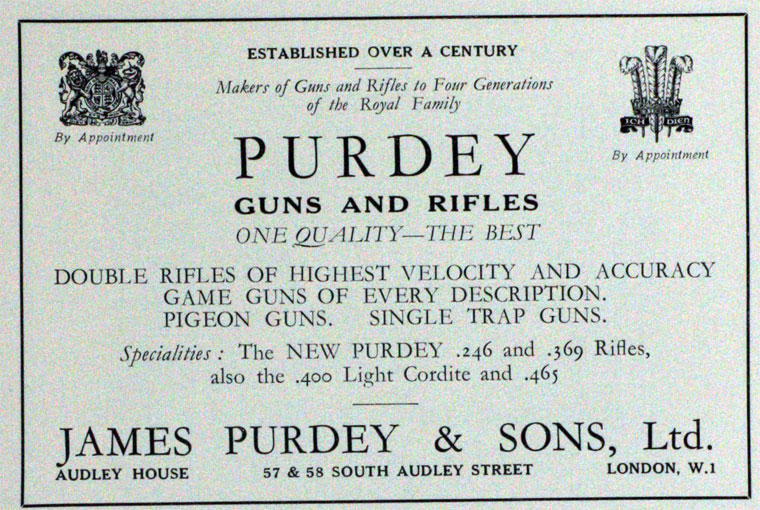 ESTABLISHED OVER A CENTURY
Makers of Guns and Rifles to Four Generations
of the Royal Family
By Appointment
ICH DIEN
By Appointment
PURDEY
GUNS AND RIFLES
ONE QUALITY—THE BEST
DOUBLE RIFLES OF HIGHEST VELOCITY AND ACCURACY
GAME GUNS OF EVERY DESCRIPTION.
PIGEON GUNS. SINGLE TRAP GUNS.
Specialities : The NEW PURDEY .246 and .369 Rifles,
also the .400 Light Cordite and .465
JAMES PURDEY & SONS, Ltd.
AUDLEY HOUSE 57 & 58 SOUTH AUDLEY STREET LONDON, W.1